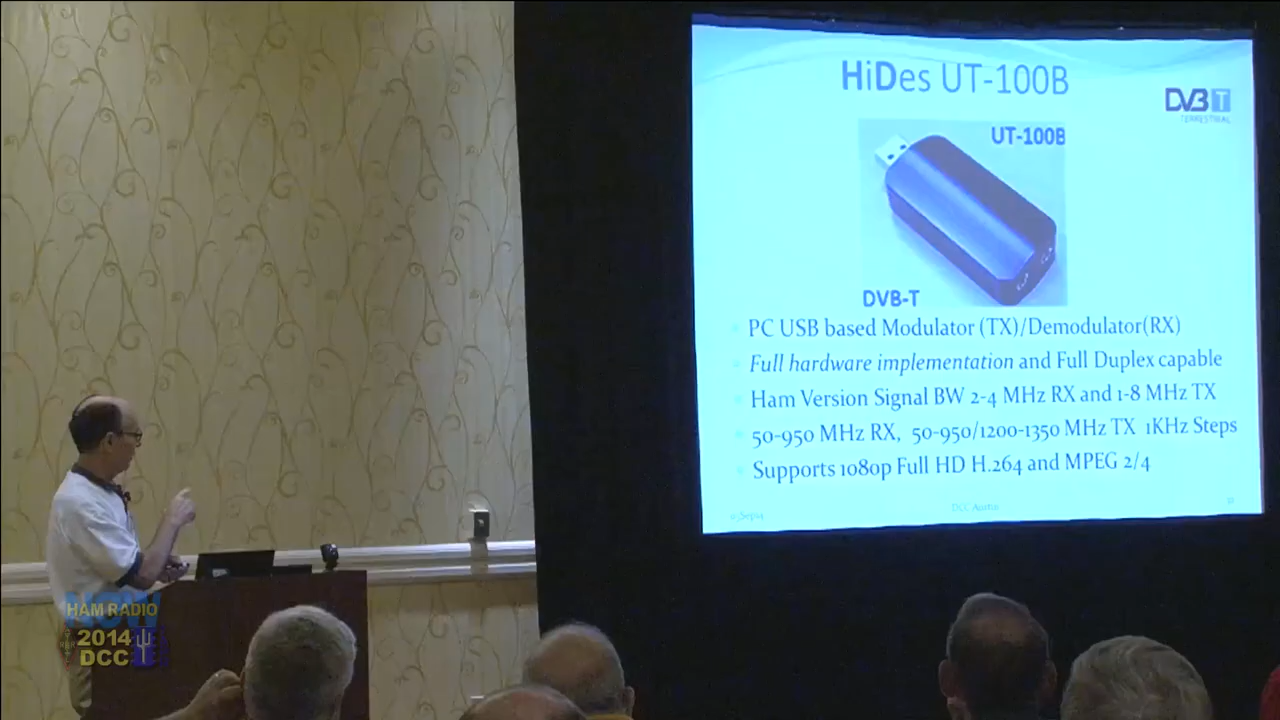 HiDes UT-100B
DVB T
TERRESTRIAL
UT-100B
DVB-T
PC USB based Modulator (TX)/Demodulator(RX)
Full hardware implementation and Full Duplex capable
Ham Version Signal BW 2-4 MHz RX and 1-8 MHz TX
50-950 MHz RX, 50-950/1200-1350 MHz TX 1KHz Steps
Supports 1080p Full HD H.264 and MPEG 2/4
DCC Austin
HAM RADIO
NOW
2014
DCC